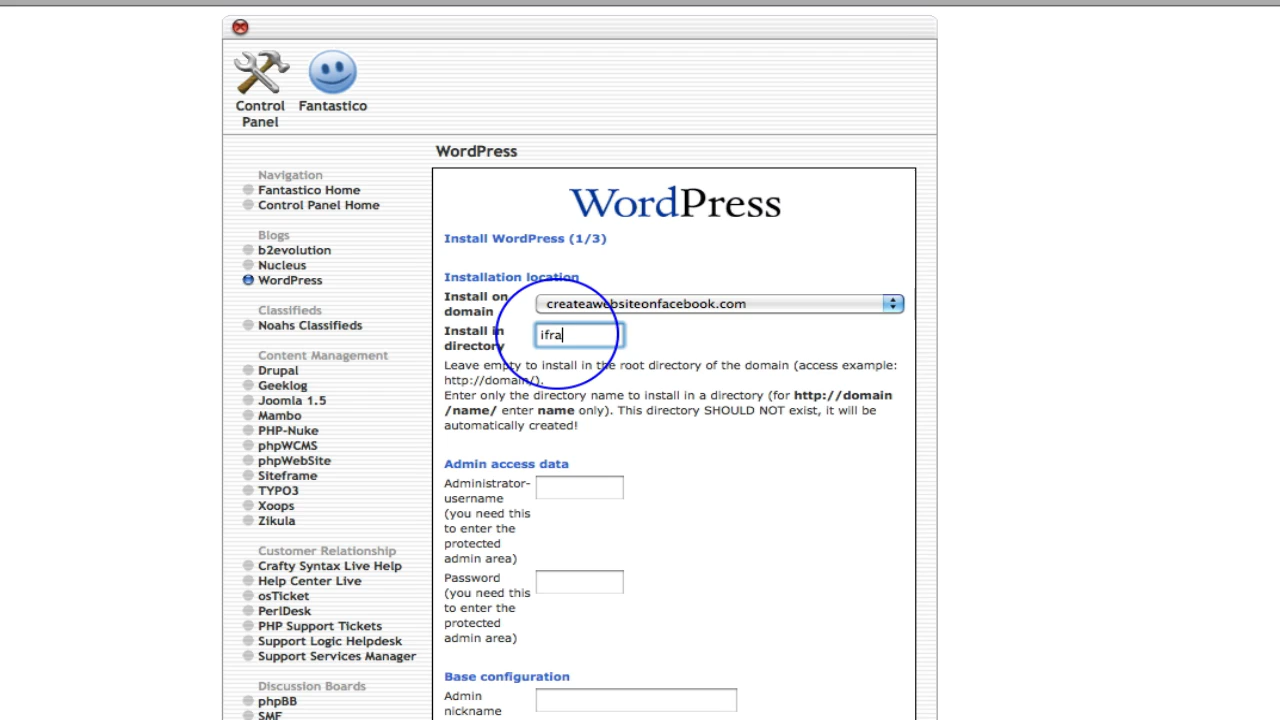 Control
Panel
Fantastico
WordPress
Navigation
Fantastico Home
Control Panel Home
Blogs
b2evolution
Nucleus
WordPress
Classifieds
Noahs Classifieds
Content Management
Drupal
Geeklog
Joomla 1.5
Mambo
PHP-Nuke
phpWCMS
phpWebSite
Siteframe
TYPO3
Xoops
Zikula
Customer Relationship
Crafty Syntax Live Help
Help Center Live
osTicket
PerlDesk
PHP Support Tickets
Support Logic Helpdesk
Support Services Manager
Discussion Boards
phpBB
SMF
WordPress
Install WordPress (1/3)
Installation location
Install on
domain
createawebsiteonfacebook.com
Install in
directory
ifra
Leave empty to install in the root directory of the domain (access example:
http://domain/).
Enter only the directory name to install in a directory (for http://domain
/name/ enter name only). This directory SHOULD NOT exist, it will be
automatically created!
Admin access data
Administrator-
username
(you need this
to enter the
protected
admin area)
Password
(you need this
to enter the
protected
admin area)
Base configuration
Admin
nickname